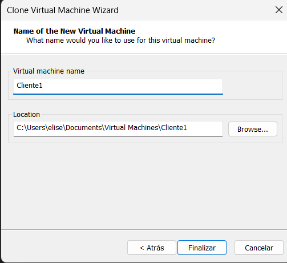 Clone Virtual Machine Wizard
Name of the New Virtual Machine
What name would you like to use for this virtual machine?
Virtual machine name
Cliente1
Location
C:\Users\elise\Documents\Virtual Machines\Cliente1
Browse...
< Atrás
Finalizar
Cancelar